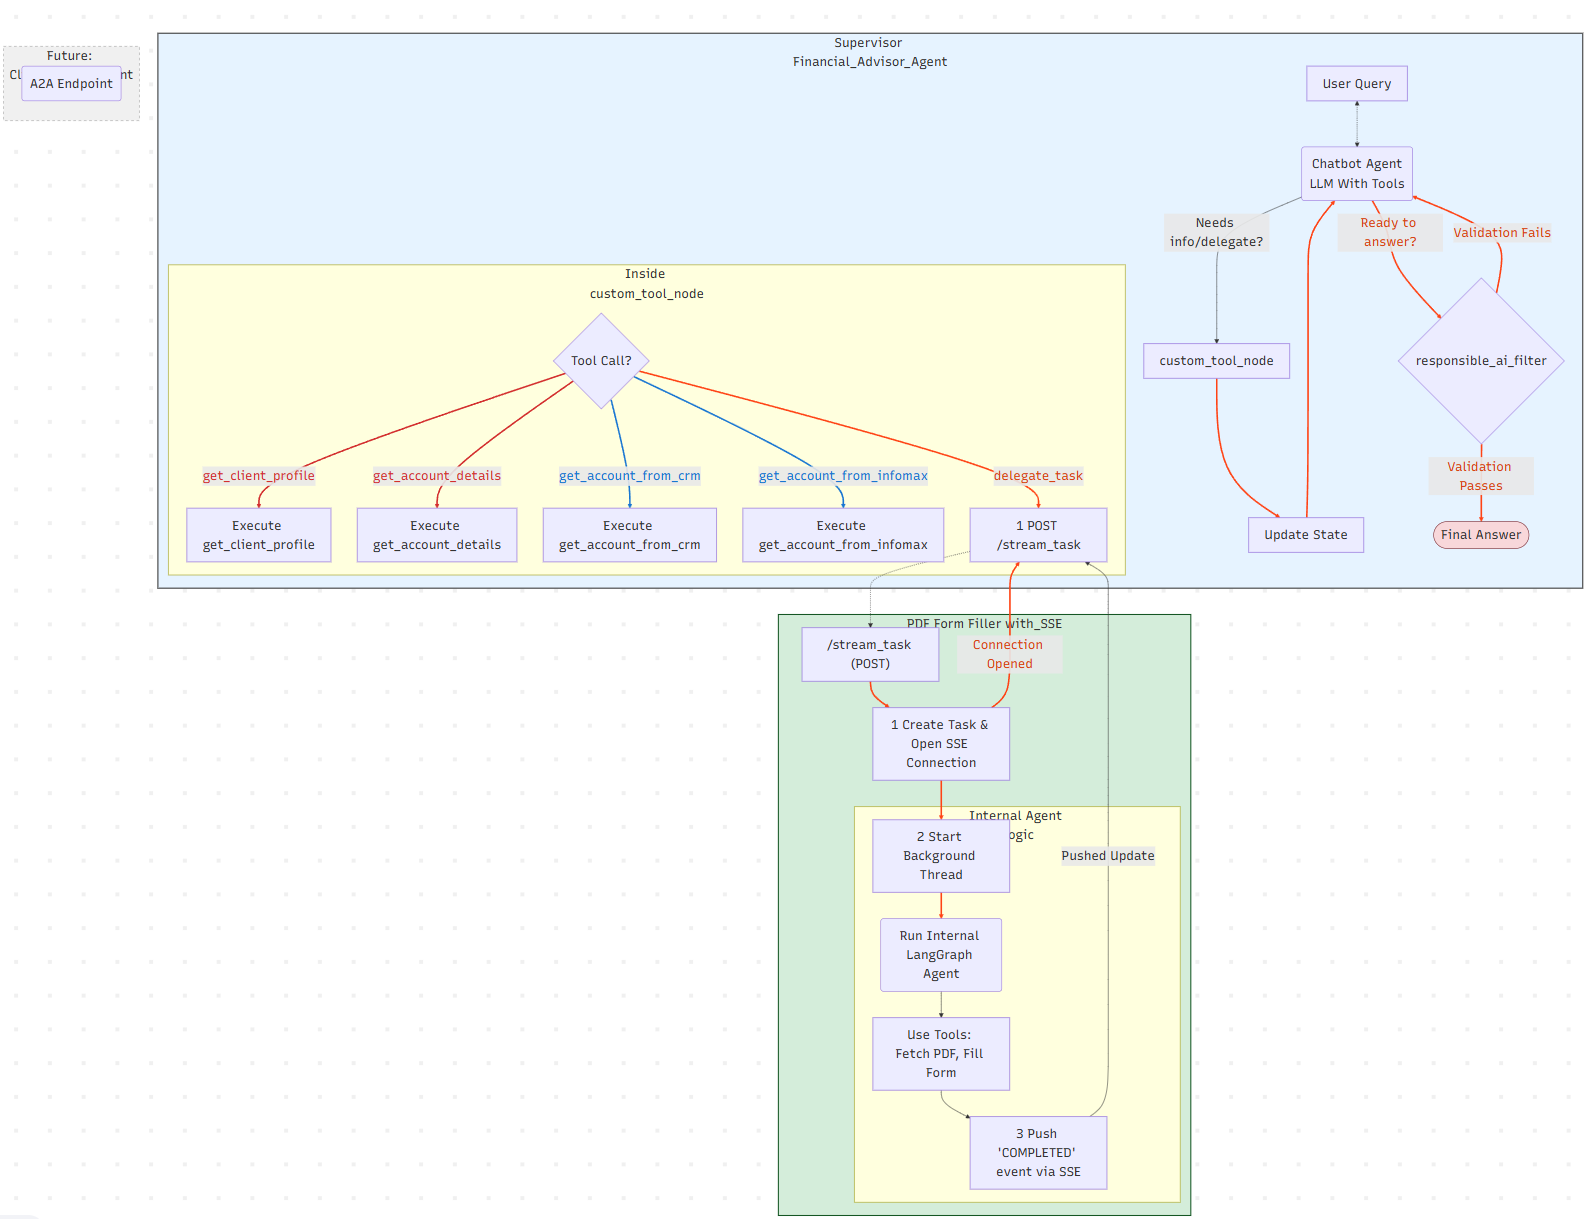 Supervisor
Financial_Advisor_Agent
Future:
A2A Endpoint
User Query
Chatbot Agent
LLM With Tools
Needs
info/delegate?
Ready to
answer?
Validation Fails
Inside
custom_tool_node
Tool Call?
custom_tool_node
responsible_ai_filter
get_client_profile
get_account_details
get_account_from_crm
get_account_from_infomax
delegate_task
Validation
Passes
Execute
get_client_profile
Execute
get_account_details
Execute
get_account_from_crm
Execute
get_account_from_infomax
1 POST
/stream_task
Update State
Final Answer
PDF Form Filler with_SSE
/stream_task
(POST)
Connection
Opened
1 Create Task &
Open SSE
Connection
Internal Agent
2 Start
Background
Thread
Pushed Update
Run Internal
LangGraph
Agent
Use Tools:
Fetch PDF, Fill
Form
3 Push
'COMPLETED'
event via SSE